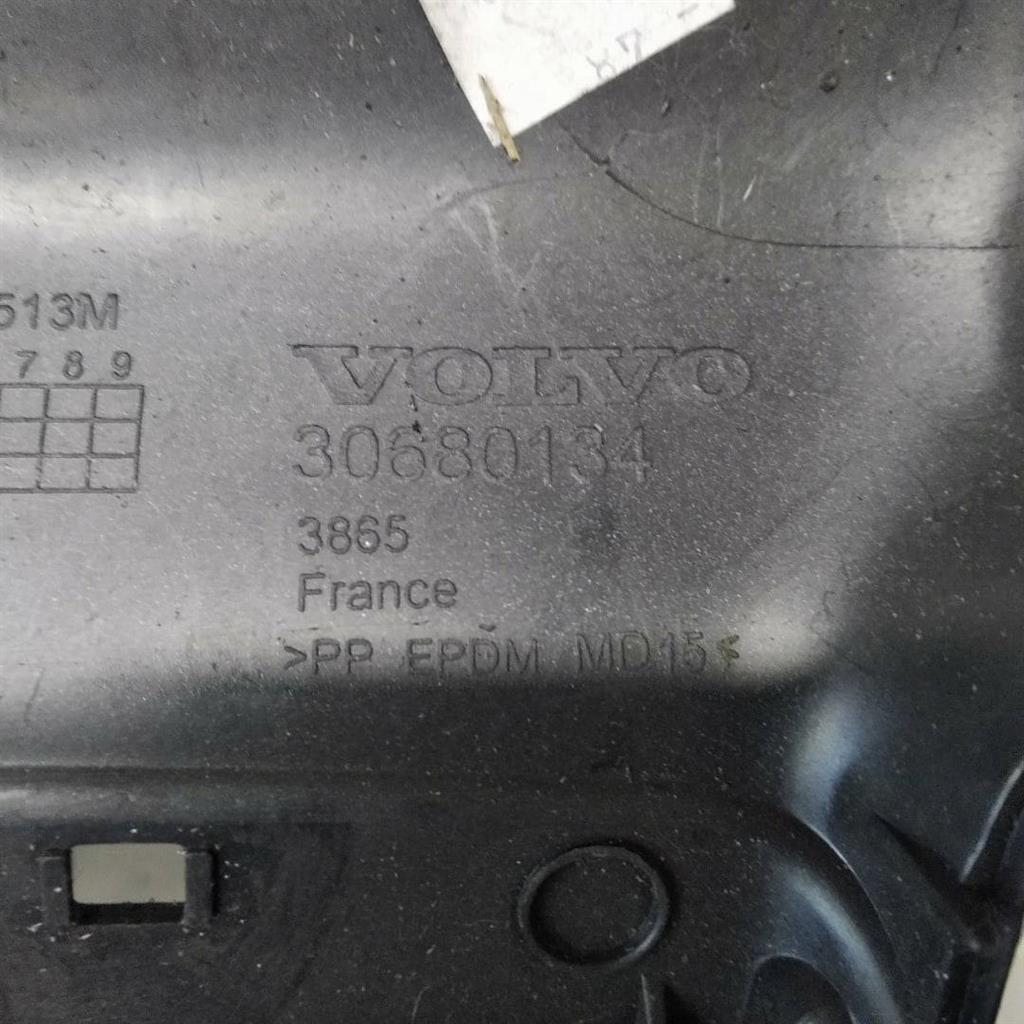 513M
7 8 9
VOLVO
30680134
3865
France
>PP EPDM MD15<